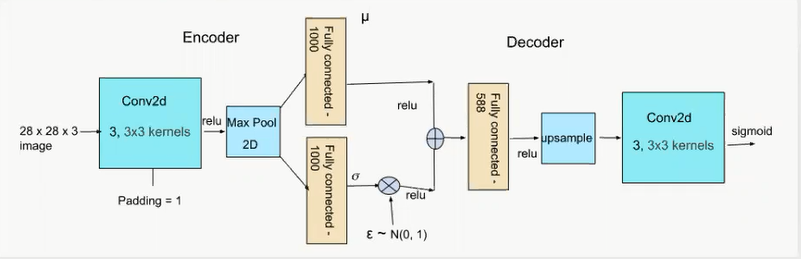 Encoder
μ
Decoder
28 x 28 x 3
image
Conv2d
3, 3x3 kernels
Padding = 1
relu
Max Pool
2D
Fully connected -
1000
Fully connected -
1000
σ
relu
relu
ε ~ N(0, 1)
Fully connected -
588
relu
upsample
Conv2d
3, 3x3 kernels
sigmoid